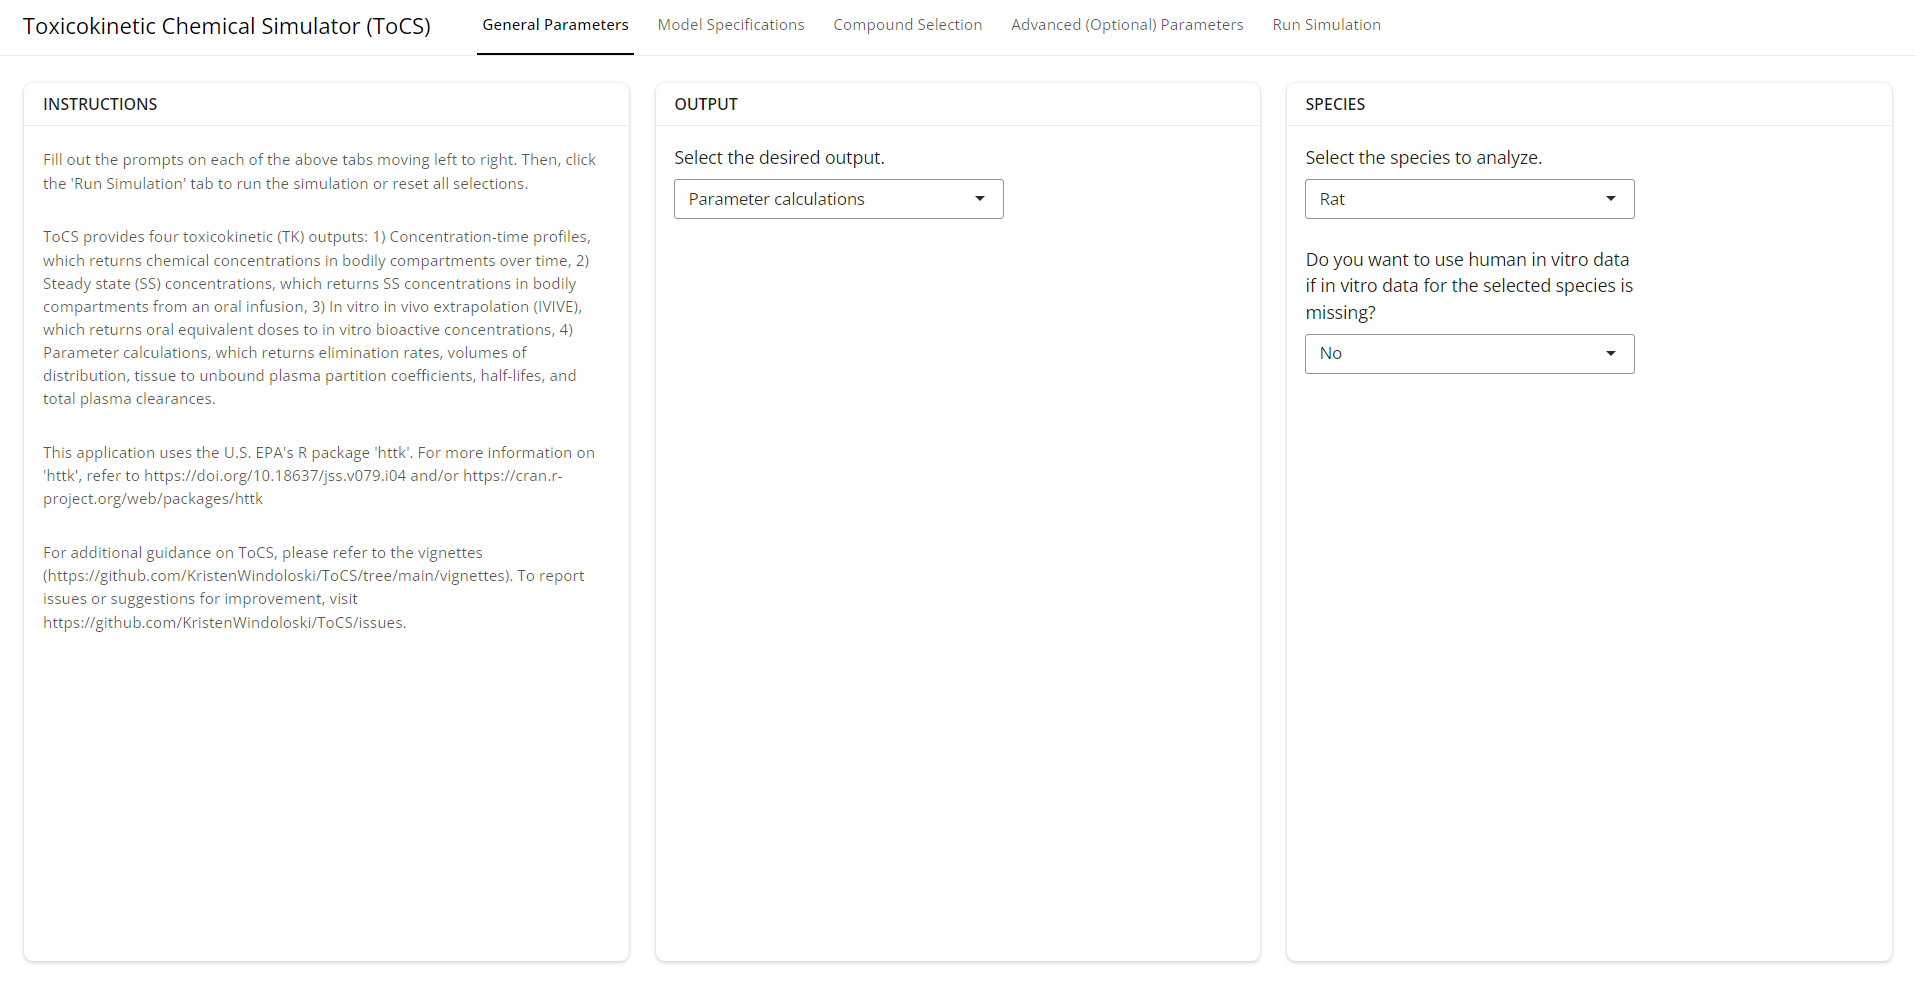 Toxicokinetic Chemical Simulator (ToCS)
General Parameters
Model Specifications
Compound Selection
Advanced (Optional) Parameters
Run Simulation
INSTRUCTIONS
Fill out the prompts on each of the above tabs moving left to right. Then, click
the 'Run Simulation' tab to run the simulation or reset all selections.
ToCS provides four toxicokinetic (TK) outputs: 1) Concentration-time profiles,
which returns chemical concentrations in bodily compartments over time, 2)
Steady state (SS) concentrations, which returns SS concentrations in bodily
compartments from an oral infusion, 3) In vitro in vivo extrapolation (IVIVE),
which returns oral equivalent doses to in vitro bioactive concentrations, 4)
Parameter calculations, which returns elimination rates, volumes of
distribution, tissue to unbound plasma partition coefficients, half-lifes, and
total plasma clearances.
This application uses the U.S. EPA's R package 'httk'. For more information on
'httk', refer to https://doi.org/10.18637/jss.v079.i04 and/or https://cran.r-
project.org/web/packages/httk
For additional guidance on ToCS, please refer to the vignettes
(https://github.com/KristenWindoloski/ToCS/tree/main/vignettes). To report
issues or suggestions for improvement, visit
https://github.com/KristenWindoloski/ToCS/issues.
OUTPUT
Select the desired output.
Parameter calculations
SPECIES
Select the species to analyze.
Rat
Do you want to use human in vitro data
if in vitro data for the selected species is
missing?
No